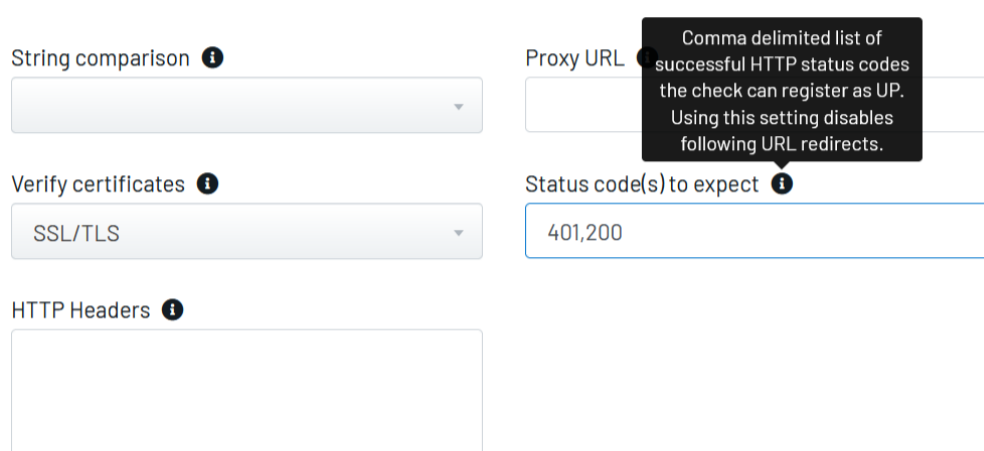 String comparison
Proxy URL
Comma delimited list of
successful HTTP status codes
the check can register as UP.
Using this setting disables
following URL redirects.
Verify certificates
Status code(s) to expect
SSL/TLS
401,200
HTTP Headers